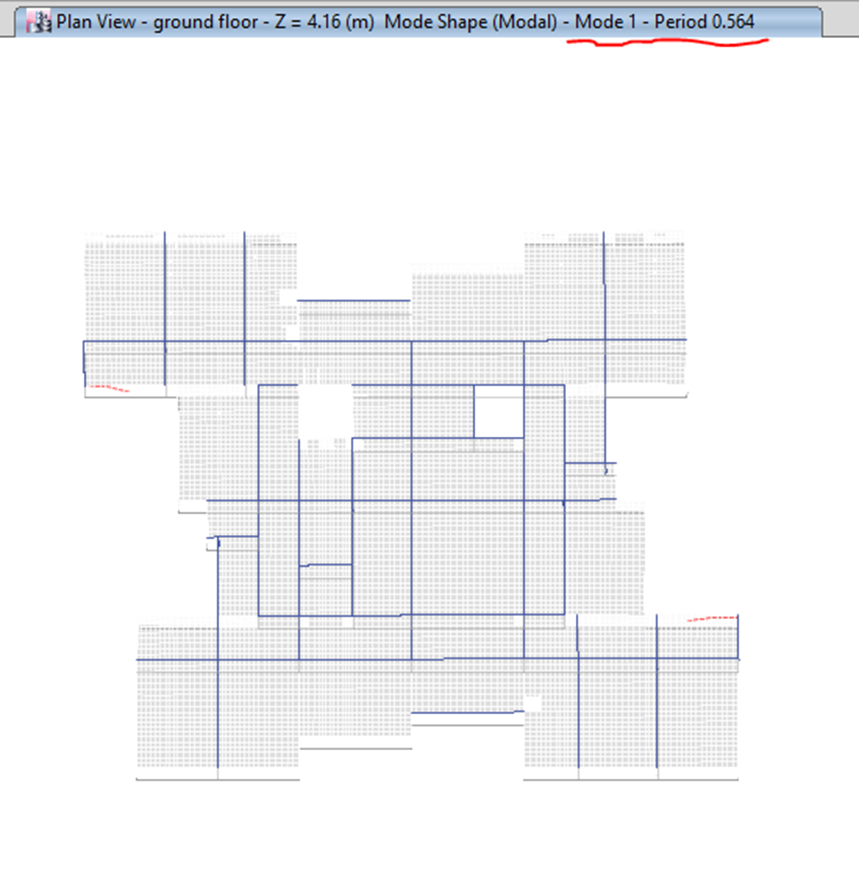 Plan View - ground floor - Z = 4.16 (m) Mode Shape (Modal) - Mode 1 - Period 0.564